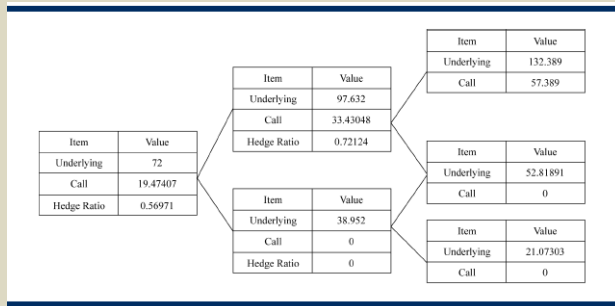 Item Value
Underlying 72
Call 19.47407
Hedge Ratio 0.56971
Item Value
Underlying 97.632
Call 33.43048
Hedge Ratio 0.72124
Item Value
Underlying 38.952
Call 0
Hedge Ratio 0
Item Value
Underlying 132.389
Call 57.389
Item Value
Underlying 52.81891
Call 0
Item Value
Underlying 21.07303
Call 0